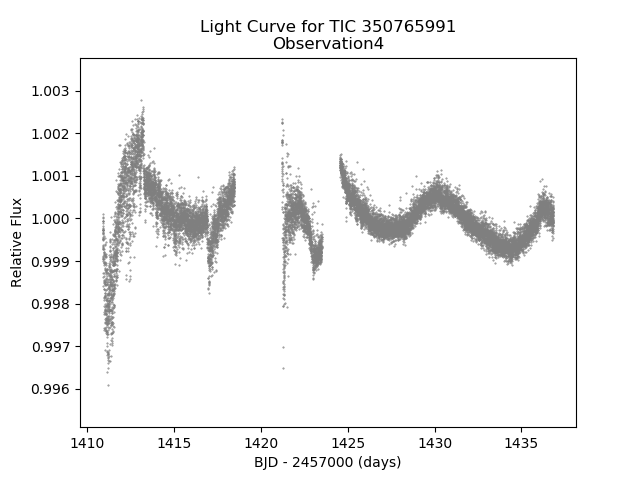 Light Curve for TIC 350765991
Observation4
1.003
1.002
1.001
1.000
0.999
0.998
0.997
0.996
Relative Flux
1410 1415 1420 1425 1430 1435
BJD - 2457000 (days)